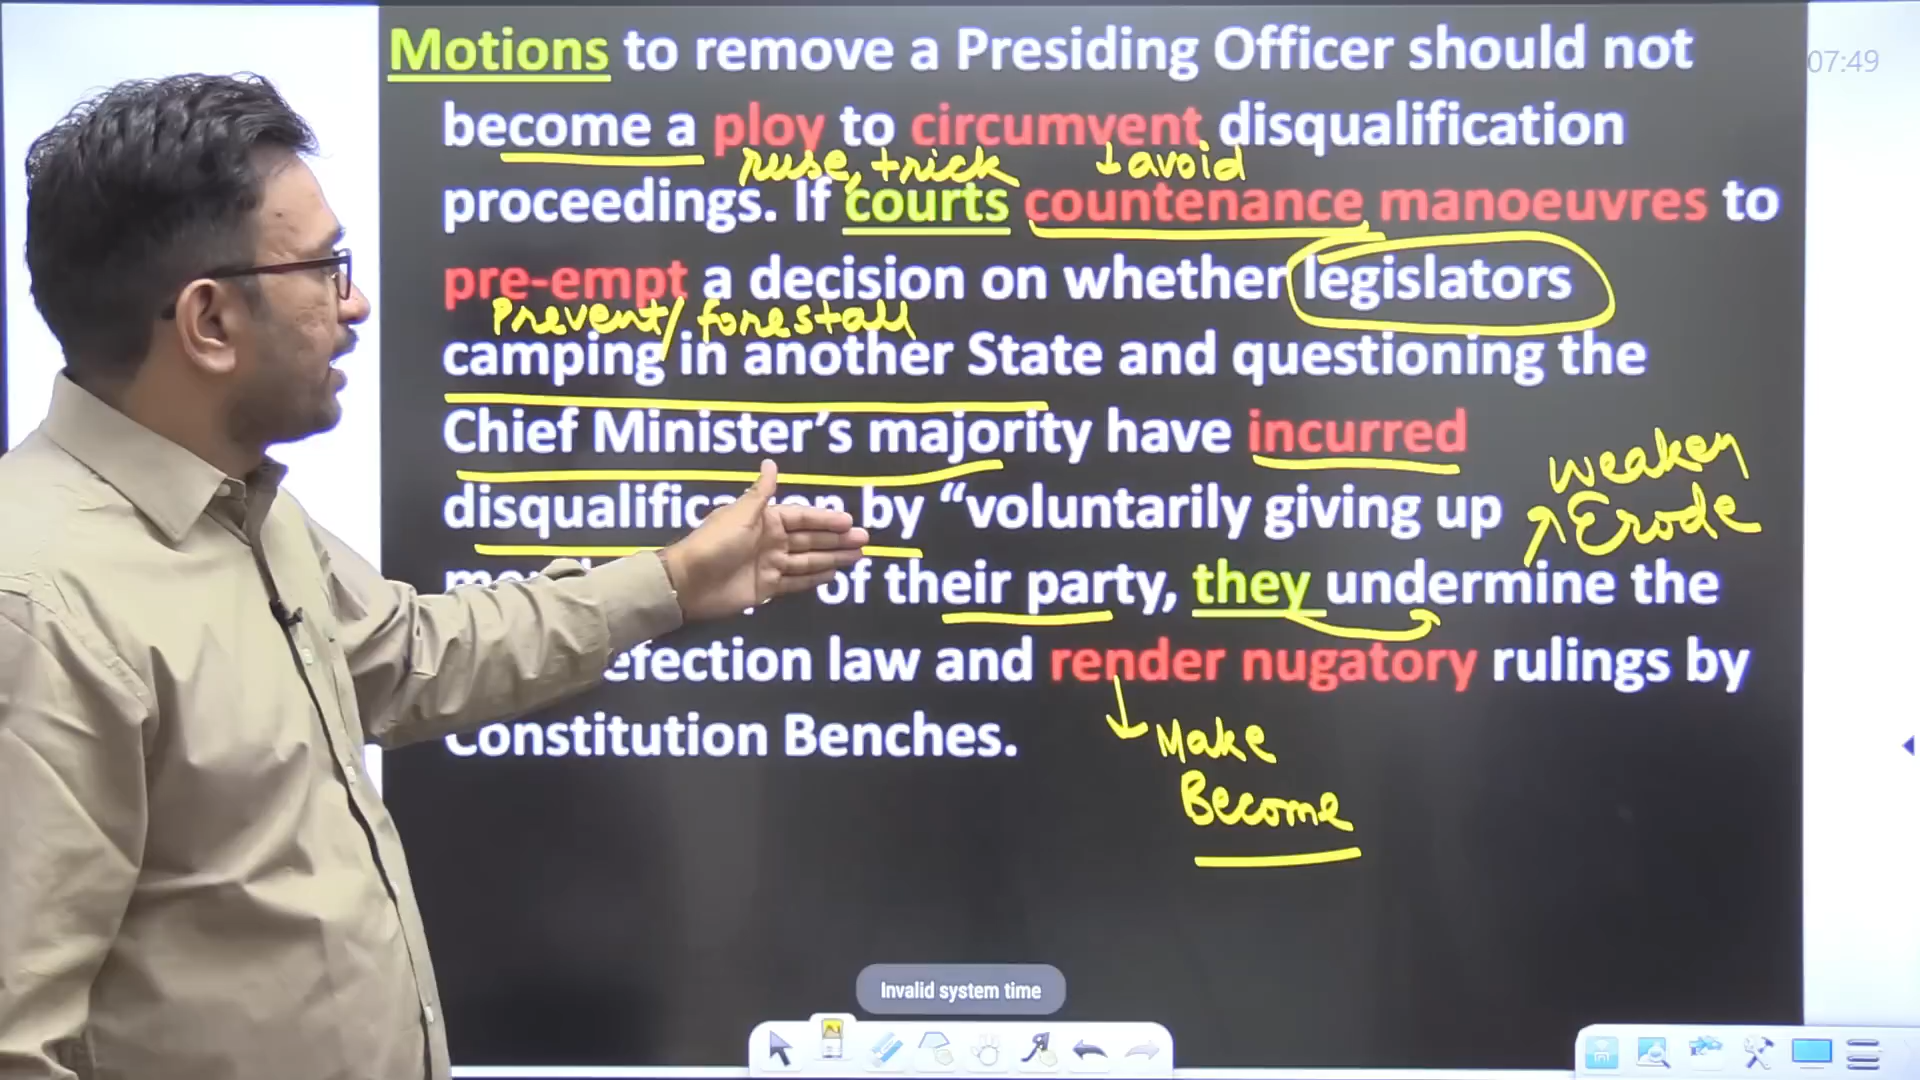 Motions to remove a Presiding Officer should not
07:49
become a ploy to circumvent disqualification
ruse, trick
avoid
proceedings. If courts countenance manoeuvres to
pre-empt a decision on whether legislators
Prevent/forestall
camping in another State and questioning the
Chief Minister's majority have incurred
weaken
disqualification by “voluntarily giving up
Erode
of their party, they undermine the
efection law and render nugatory rulings by
Constitution Benches.
Make
Become
Invalid system time